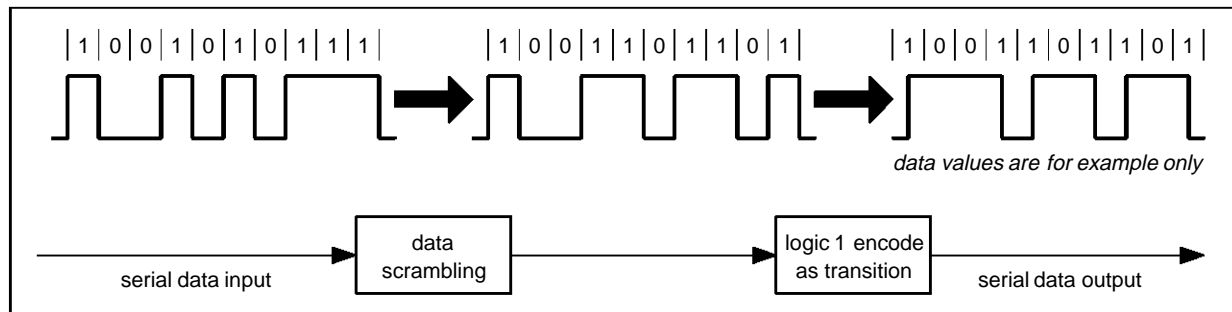 1 0 0 1 0 1 0 1 1 1
1 0 0 1 1 0 1 1 0 1
1 0 0 1 1 0 1 1 0 1
data values are for example only
serial data input
data
scrambling
logic 1 encode
as transition
serial data output